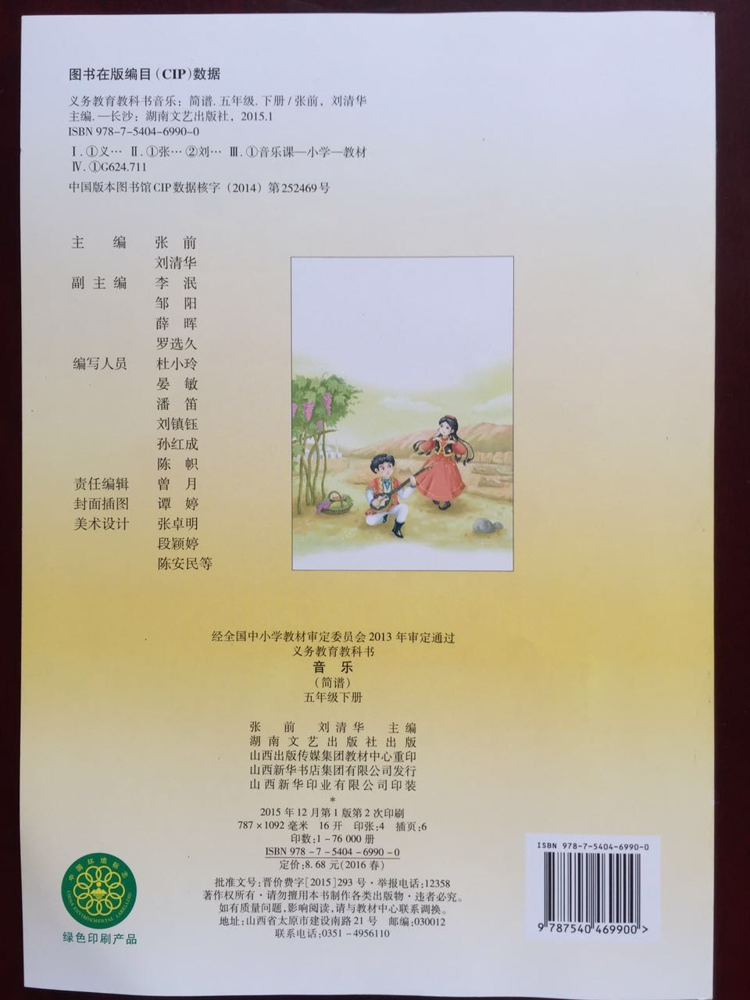 图书在版编目(CIP)数据
义务教育教科书音乐：简谱. 五年级. 下册 / 张前，刘清华
主编. —长沙：湖南文艺出版社，2015.1
ISBN 978-7-5404-6990-0
Ⅰ. ①义… Ⅱ. ①张… ②刘… Ⅲ. ①音乐课—小学—教材
Ⅳ. ①G624.711
中国版本图书馆CIP数据核字（2014）第252469号
主 编 张 前
刘清华
副主编 李 泯
邹 阳
薛 晖
罗选久
编写人员 杜小玲
晏 敏
潘 笛
刘镇钰
孙红成
陈 帜
责任编辑 曾 月
封面插图 谭 婷
美术设计 张卓明
段颖婷
陈安民等
经全国中小学教材审定委员会2013年审定通过
义务教育教科书
音 乐
（简谱）
五年级下册
张 前 刘清华 主编
湖南文艺出版社出版
山西出版传媒集团教材中心重印
山西新华书店集团有限公司发行
山西新华印业有限公司印装
*
2015年12月第1版第2次印刷
787×1092毫米 16开 印张:4 插页:6
印数:1-76 000册
ISBN 978-7-5404-6990-0
定价:8.68元(2016春)
批准文号:晋价费字[2015]293号·举报电话:12358
著作权所有·请勿擅用本书制作各类出版物·违者必究。
如有质量问题,影响阅读,请与教材中心联系调换。
地址:山西省太原市建设南路21号 邮编:030012
联系电话:0351-4956110
中国环境标志
CHINA ENVIRONMENTAL LABELLING
绿色印刷产品
ISBN 978-7-5404-6990-0
9 787540 469900 >